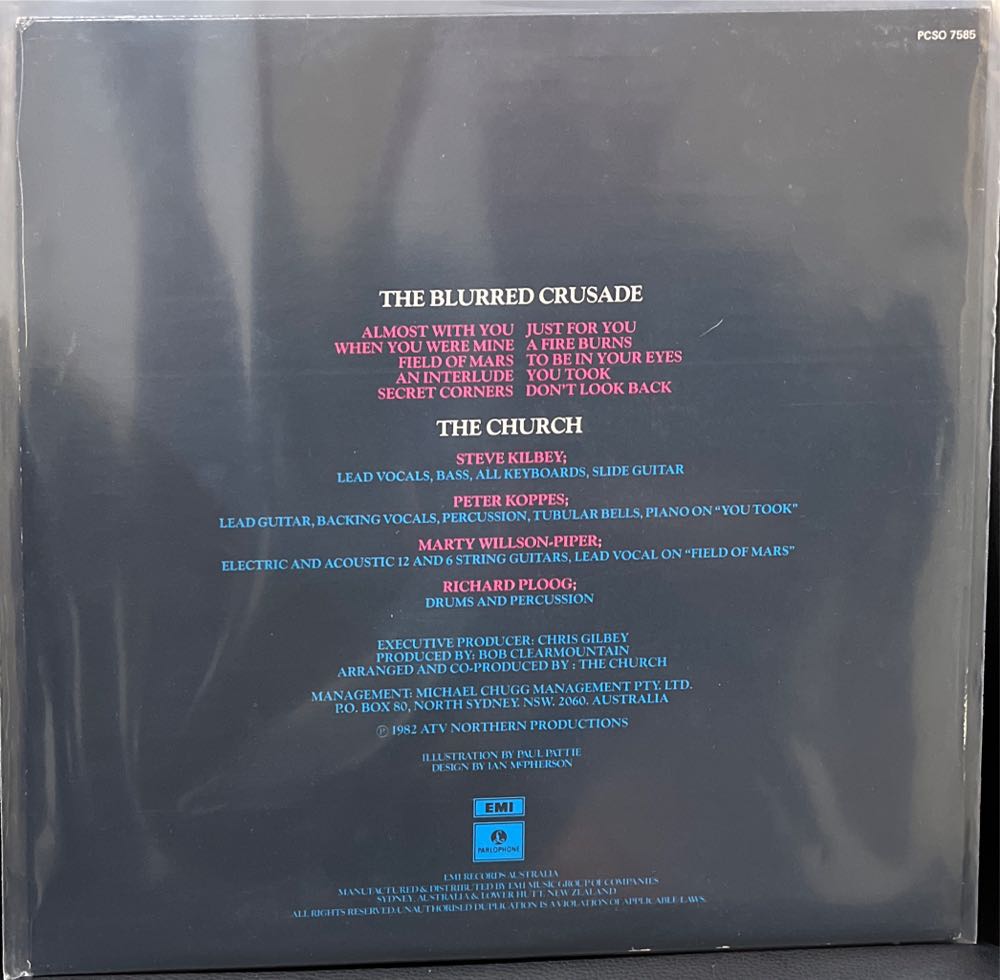 PCSO 7585
THE BLURRED CRUSADE
ALMOST WITH YOU JUST FOR YOU
WHEN YOU WERE MINE A FIRE BURNS
FIELD OF MARS TO BE IN YOUR EYES
AN INTERLUDE YOU TOOK
SECRET CORNERS DON'T LOOK BACK
THE CHURCH
STEVE KILBEY;
LEAD VOCALS, BASS, ALL KEYBOARDS, SLIDE GUITAR
PETER KOPPES;
LEAD GUITAR, BACKING VOCALS, PERCUSSION, TUBULAR BELLS, PIANO ON “YOU TOOK”
MARTY WILLSON-PIPER;
ELECTRIC AND ACOUSTIC 12 AND 6 STRING GUITARS, LEAD VOCAL ON “FIELD OF MARS”
RICHARD PLOOG;
DRUMS AND PERCUSSION
EXECUTIVE PRODUCER: CHRIS GILBEY
PRODUCED BY: BOB CLEARMOUNTAIN
ARRANGED AND CO-PRODUCED BY : THE CHURCH
MANAGEMENT: MICHAEL CHUGG MANAGEMENT PTY. LTD.
P.O. BOX 80, NORTH SYDNEY. NSW. 2060. AUSTRALIA
℗ 1982 ATV NORTHERN PRODUCTIONS
ILLUSTRATION BY PAUL PATTIE
DESIGN BY IAN McPHERSON
EMI
PARLOPHONE
EMI RECORDS AUSTRALIA
MANUFACTURED & DISTRIBUTED BY EMI MUSIC GROUP OF COMPANIES
SYDNEY, AUSTRALIA & LOWER HUTT, NEW ZEALAND
ALL RIGHTS RESERVED. UNAUTHORISED DUPLICATION IS A VIOLATION OF APPLICABLE LAWS.